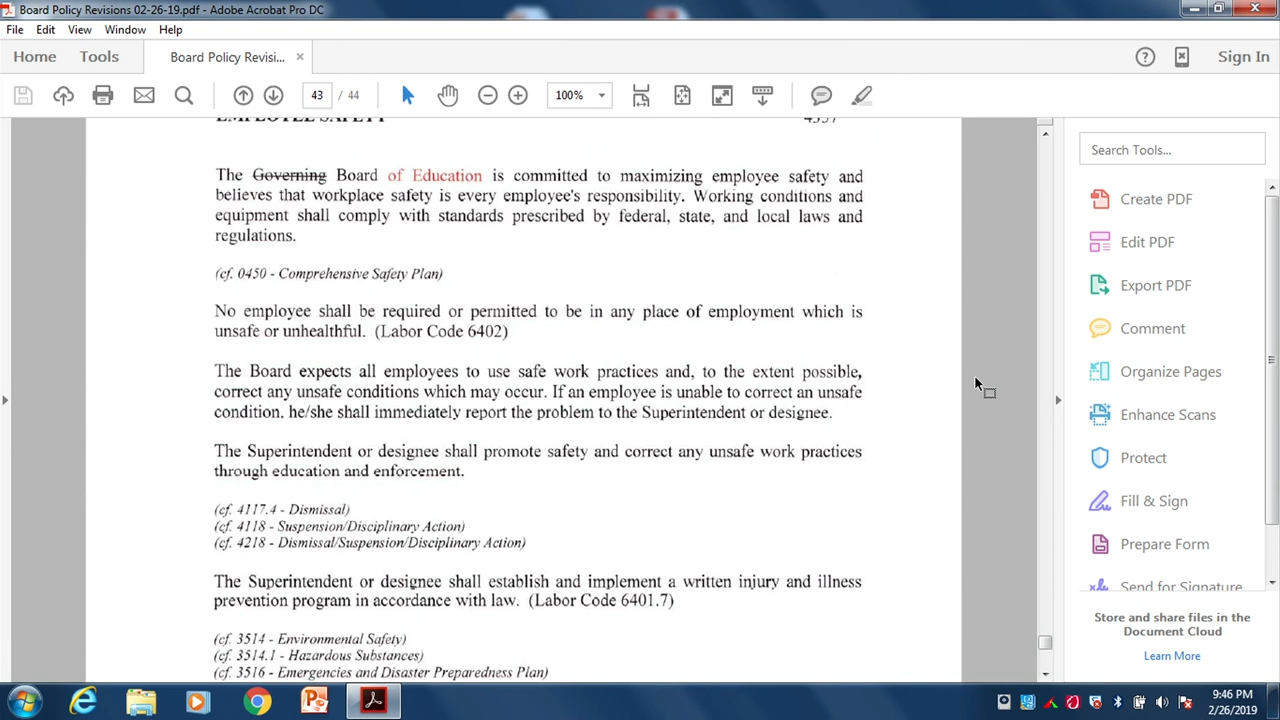 Board Policy Revisions 02-26-19.pdf - Adobe Acrobat Pro DC
File Edit View Window Help
Home Tools Board Policy Revisi... × Sign In
43 / 44 100%
EMPLOYEE SAFETY 4357
The Governing Board of Education is committed to maximizing employee safety and
believes that workplace safety is every employee's responsibility. Working conditions and
equipment shall comply with standards prescribed by federal, state, and local laws and
regulations.
(cf. 0450 - Comprehensive Safety Plan)
No employee shall be required or permitted to be in any place of employment which is
unsafe or unhealthful. (Labor Code 6402)
The Board expects all employees to use safe work practices and, to the extent possible,
correct any unsafe conditions which may occur. If an employee is unable to correct an unsafe
condition, he/she shall immediately report the problem to the Superintendent or designee.
The Superintendent or designee shall promote safety and correct any unsafe work practices
through education and enforcement.
(cf. 4117.4 - Dismissal)
(cf. 4118 - Suspension/Disciplinary Action)
(cf. 4218 - Dismissal/Suspension/Disciplinary Action)
The Superintendent or designee shall establish and implement a written injury and illness
prevention program in accordance with law. (Labor Code 6401.7)
(cf. 3514 - Environmental Safety)
(cf. 3514.1 - Hazardous Substances)
(cf. 3516 - Emergencies and Disaster Preparedness Plan)
Search Tools...
Create PDF
Edit PDF
Export PDF
Comment
Organize Pages
Enhance Scans
Protect
Fill & Sign
Prepare Form
Send for Signature
Store and share files in the
Document Cloud
Learn More
9:46 PM
2/26/2019